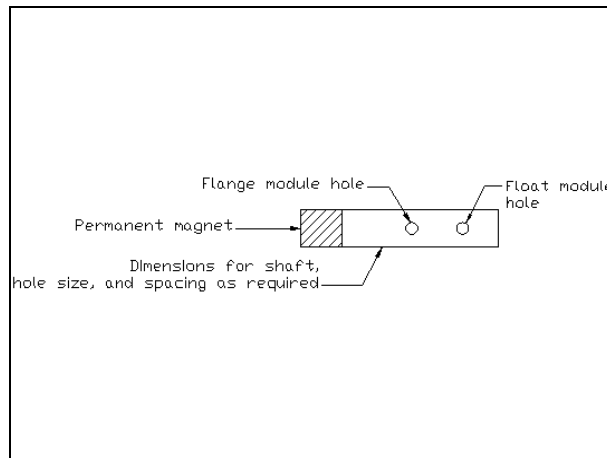 Flange module hole
Float module
hole
Permanent magnet
Dimensions for shaft,
hole size, and spacing as required